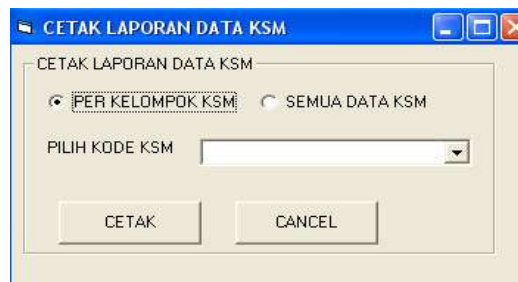 CETAK LAPORAN DATA KSM
CETAK LAPORAN DATA KSM
PER KELOMPOK KSM SEMUA DATA KSM
PILIH KODE KSM
CETAK CANCEL